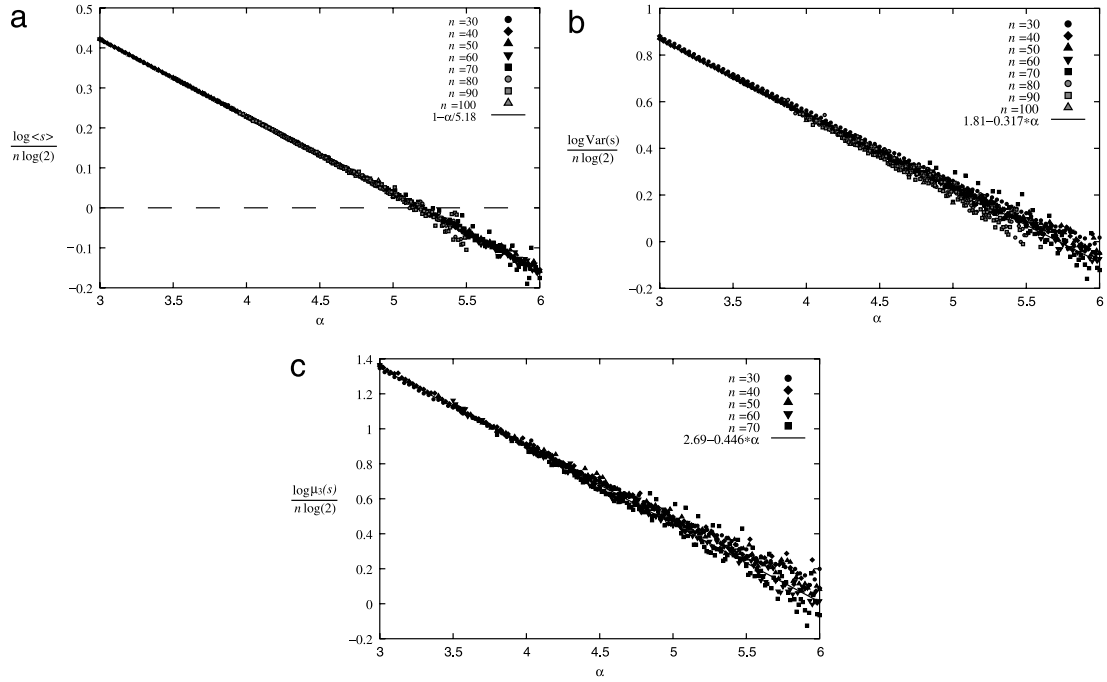 a
0.5
0.4
0.3
0.2
0.1
0
−0.1
−0.2
3
3.5
4
4.5
5
5.5
6
α
log<s>
n log(2)
n =30
n =40
n =50
n =60
n =70
n =80
n =90
n =100
1−α/5.18
b
1
0.8
0.6
0.4
0.2
0
−0.2
3
3.5
4
4.5
5
5.5
6
α
log Var(s)
n log(2)
n =30
n =40
n =50
n =60
n =70
n =80
n =90
n =100
1.81−0.317*α
c
1.4
1.2
1
0.8
0.6
0.4
0.2
0
−0.2
3
3.5
4
4.5
5
5.5
6
α
logμ₃(s)
n log(2)
n =30
n =40
n =50
n =60
n =70
2.69−0.446*α